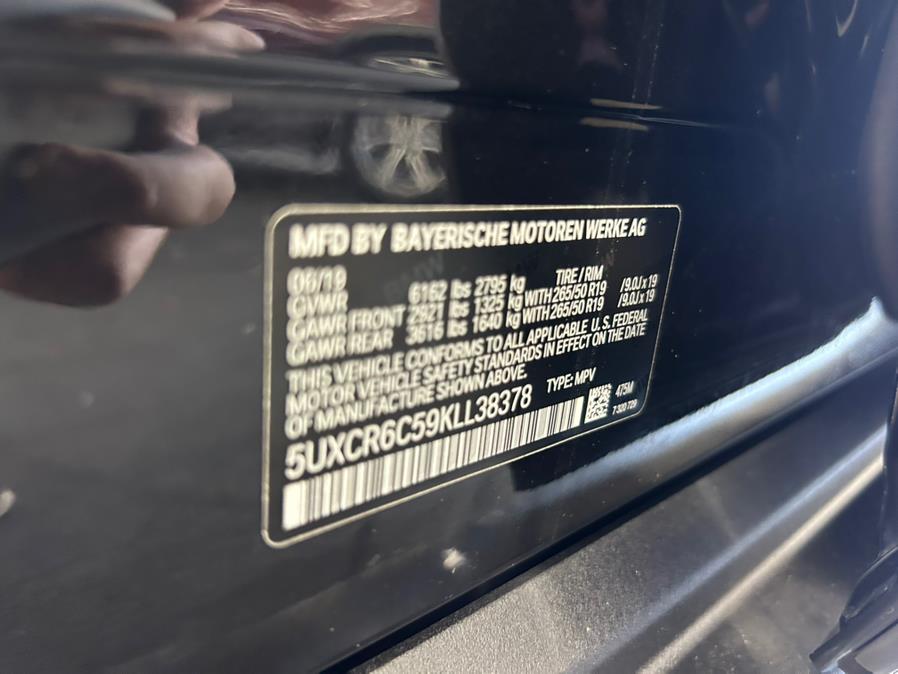 MFD BY BAYERISCHE MOTOREN WERKE AG
06/19 TIRE / RIM
GVWR 6162 lbs 2795 kg
GAWR FRONT 2921 lbs 1325 kg WITH 265/50 R19 /9.0J x 19
GAWR REAR 3616 lbs 1640 kg WITH 265/50 R19 /9.0J x 19
THIS VEHICLE CONFORMS TO ALL APPLICABLE U. S. FEDERAL
MOTOR VEHICLE SAFETY STANDARDS IN EFFECT ON THE DATE
OF MANUFACTURE SHOWN ABOVE.
5UXCR6C59KLL38378 TYPE: MPV
475M
7 320 729